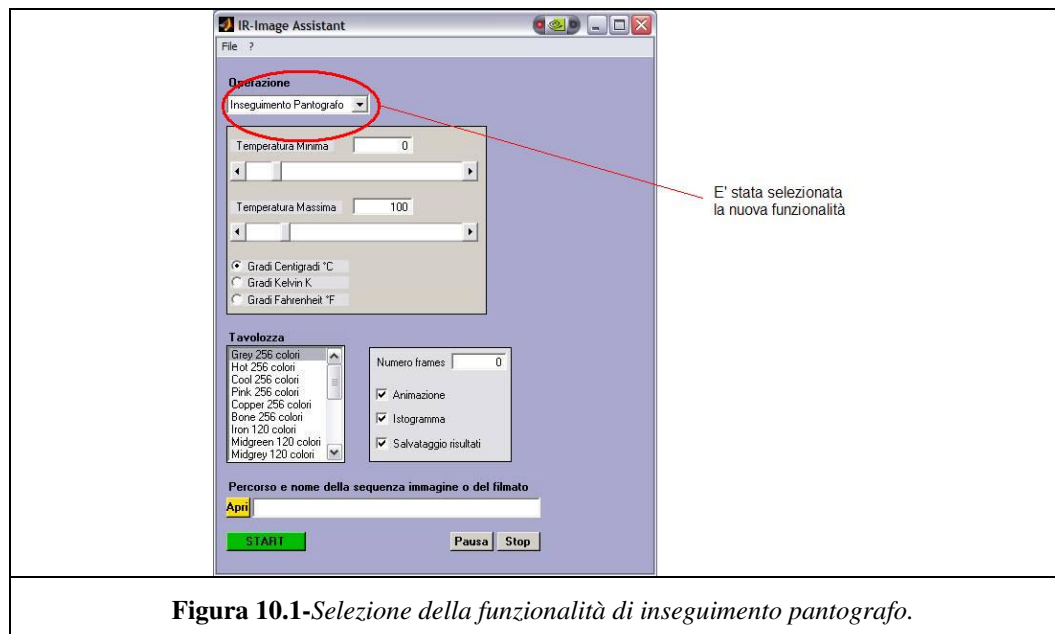 IR-Image Assistant
File ?
Operazione
Inseguimento Pantografo
Temperatura Minima 0
Temperatura Massima 100
Gradi Centigradi °C
Gradi Kelvin K
Gradi Fahrenheit °F
E' stata selezionata
la nuova funzionalità
Tavolozza
Grey 256 colori
Hot 256 colori
Cool 256 colori
Pink 256 colori
Copper 256 colori
Bone 256 colori
Iron 120 colori
Midgreen 120 colori
Midgrey 120 colori
Numero frames 0
Animazione
Istogramma
Salvataggio risultati
Percorso e nome della sequenza immagine o del filmato
Apri
START Pausa Stop
Figura 10.1-Selezione della funzionalità di inseguimento pantografo.